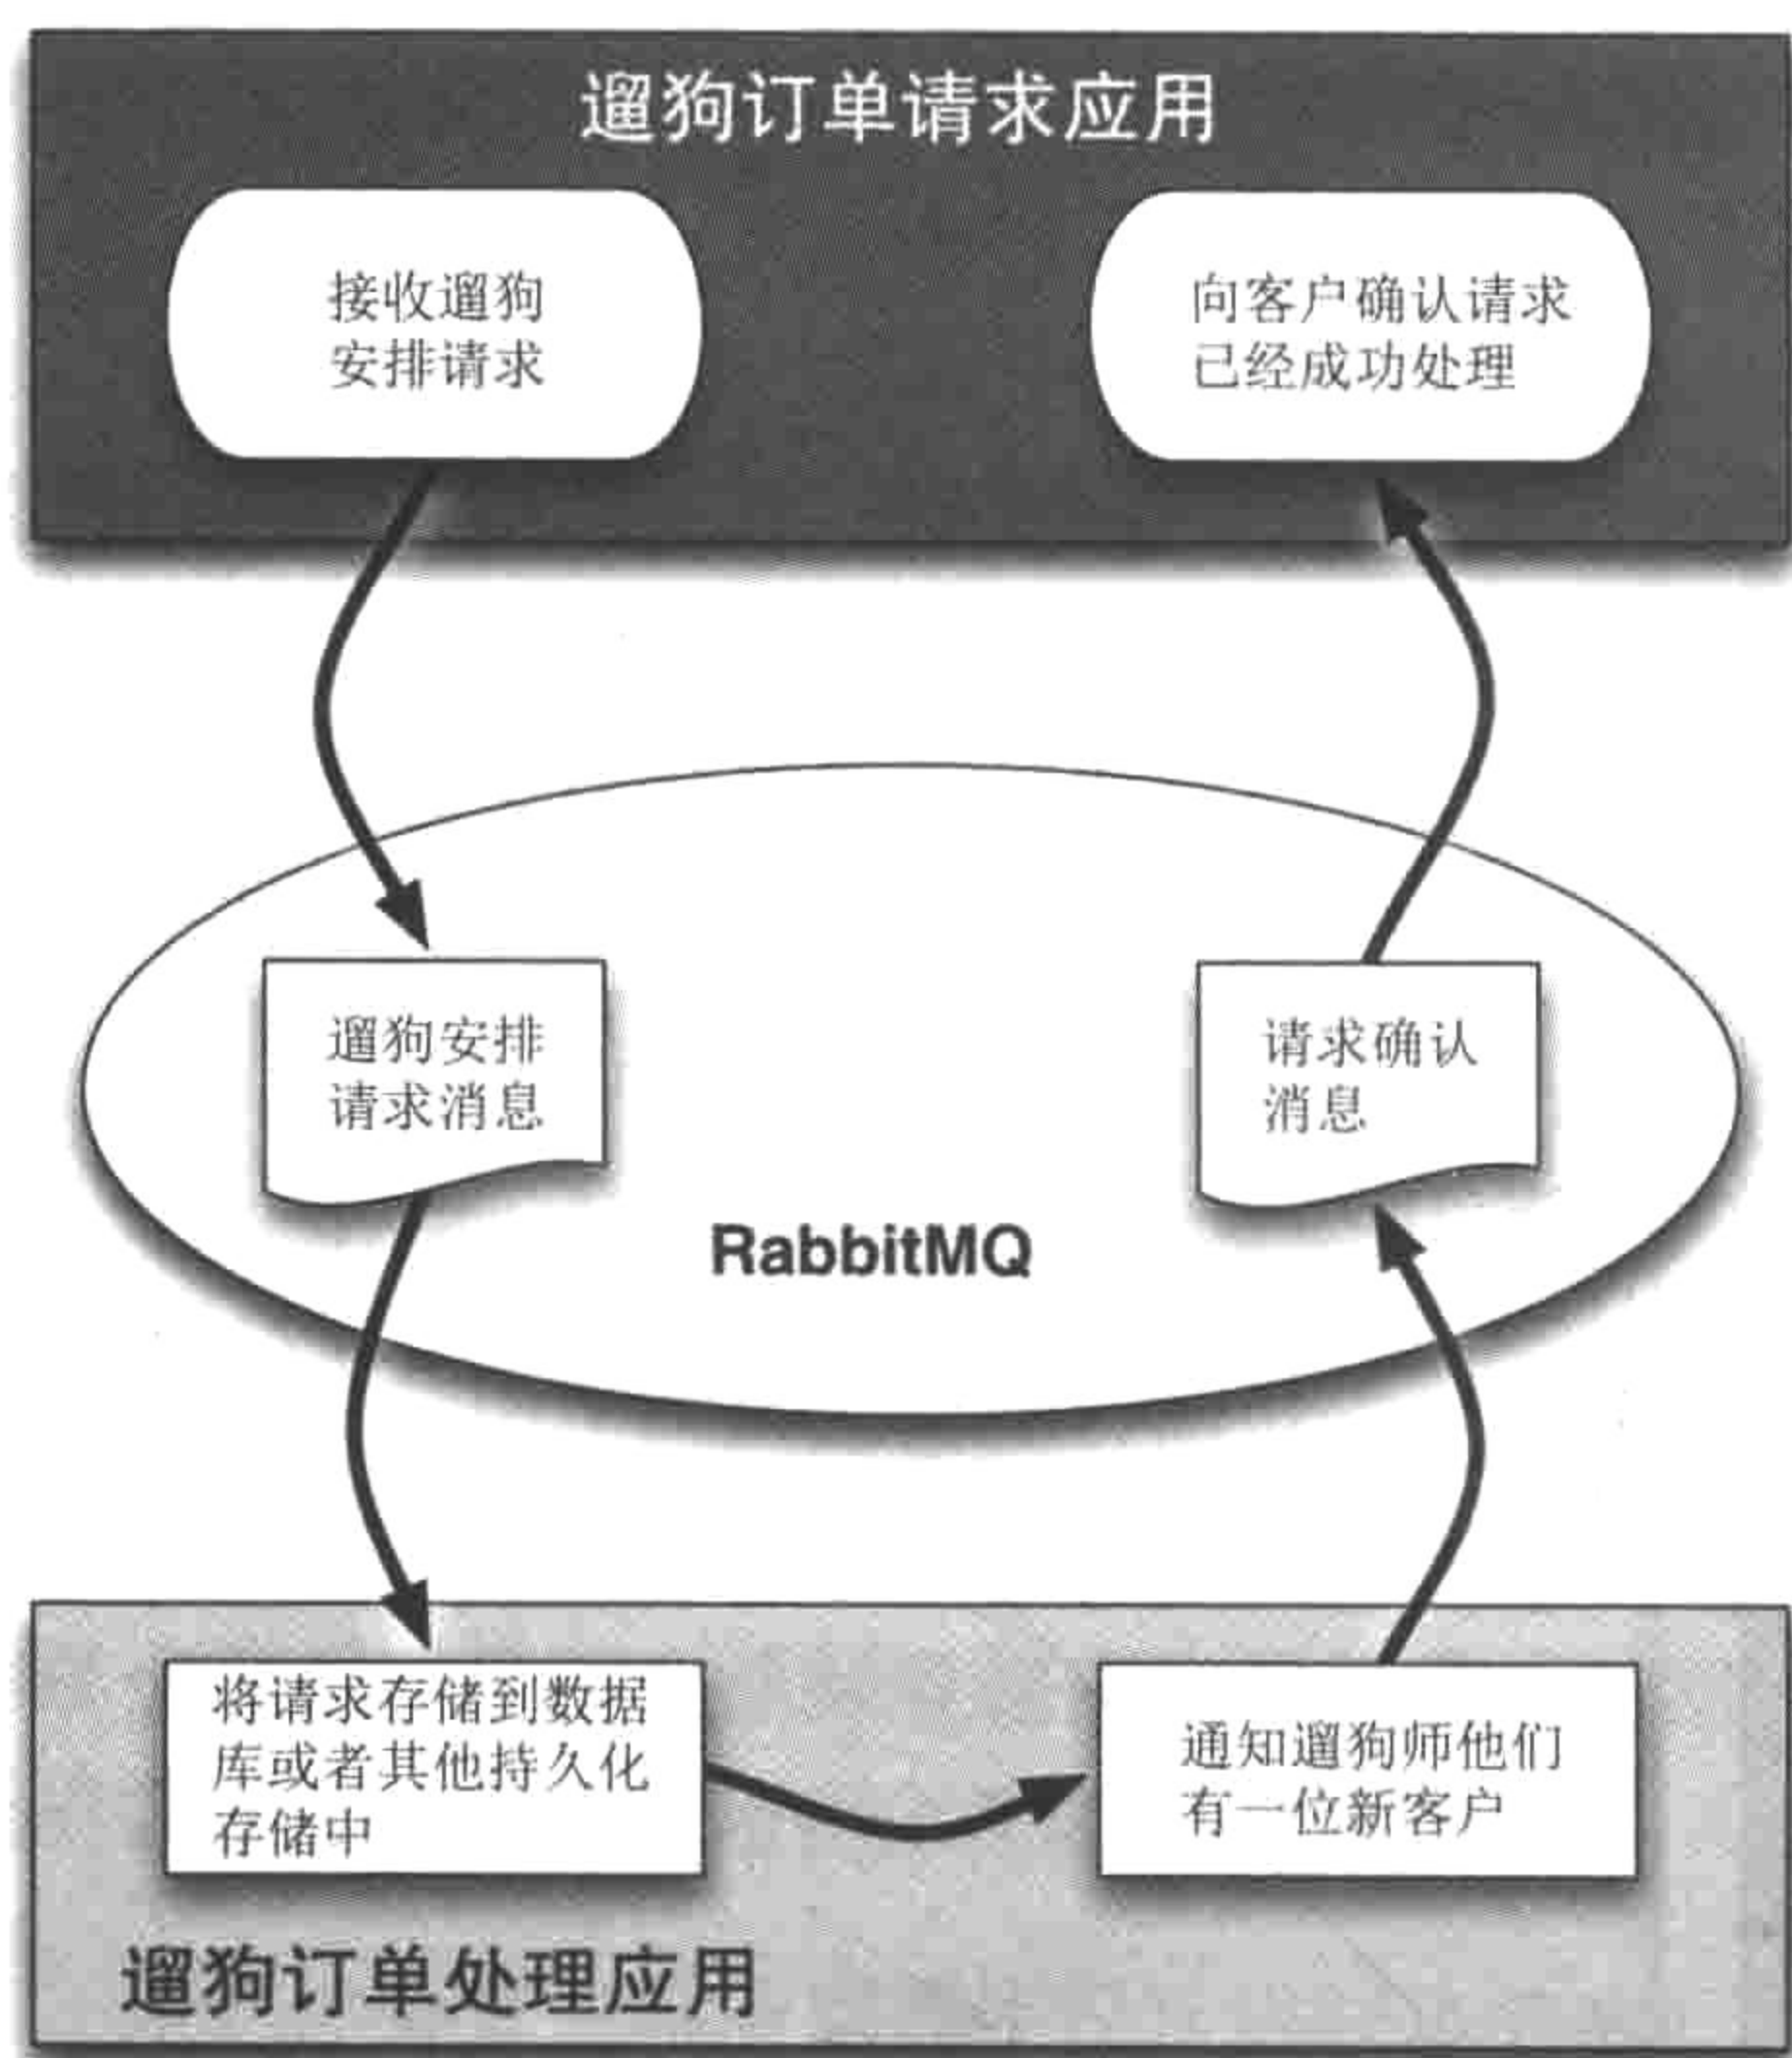 遛狗订单请求应用
接收遛狗
安排请求
向客户确认请求
已经成功处理
遛狗安排
请求消息
请求确认
消息
RabbitMQ
将请求存储到数据
库或者其他持久化
存储中
通知遛狗师他们
有一位新客户
遛狗订单处理应用